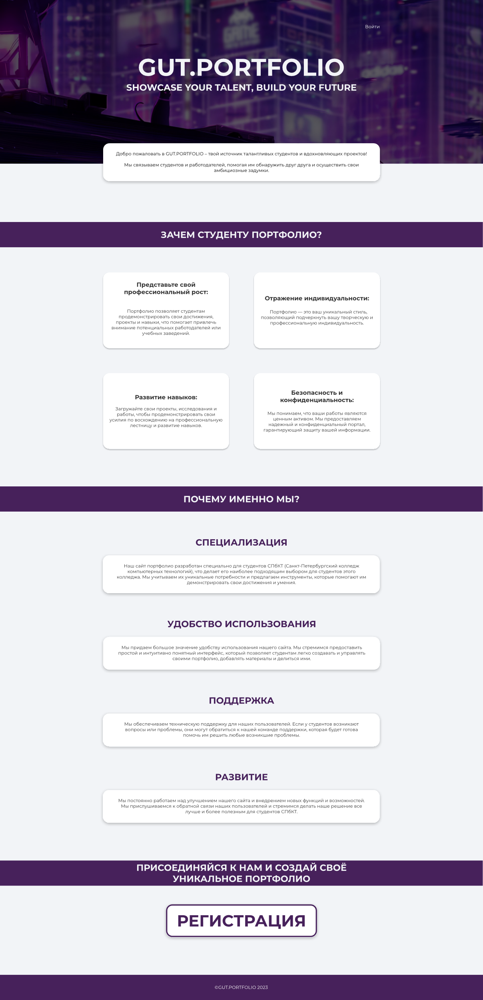 Войти
GUT.PORTFOLIO
SHOWCASE YOUR TALENT, BUILD YOUR FUTURE
Добро пожаловать в GUT.PORTFOLIO – твой источник талантливых студентов и вдохновляющих проектов!
Мы связываем студентов и работодателей, помогая им обнаружить друг друга и осуществить свои
амбициозные задумки.
ЗАЧЕМ СТУДЕНТУ ПОРТФОЛИО?
Представьте свой
профессиональный рост:
Портфолио позволяет студентам
продемонстрировать свои достижения,
проекты и навыки, что помогает привлечь
внимание потенциальных работодателей или
учебных заведений.
Отражение индивидуальности:
Портфолио — это ваш уникальный стиль,
позволяющий подчеркнуть вашу творческую и
профессиональную индивидуальность.
Развитие навыков:
Загружайте свои проекты, исследования и
работы, чтобы продемонстрировать свои
усилия по восхождению на профессиональную
лестницу и развитие навыков.
Безопасность и
конфиденциальность:
Мы понимаем, что ваши работы являются
ценным активом. Мы предоставляем
надежный и конфиденциальный портал,
гарантирующий защиту вашей информации.
ПОЧЕМУ ИМЕННО МЫ?
СПЕЦИАЛИЗАЦИЯ
Наш сайт портфолио разработан специально для студентов СПбКТ (Санкт-Петербургский колледж
компьютерных технологий), что делает его наиболее подходящим выбором для студентов этого
колледжа. Мы учитываем их уникальные потребности и предлагаем инструменты, которые помогают им
демонстрировать свои достижения и умения.
УДОБСТВО ИСПОЛЬЗОВАНИЯ
Мы придаем большое значение удобству использования нашего сайта. Мы стремимся предоставить
простой и интуитивно понятный интерфейс, который позволяет студентам легко создавать и управлять
своими портфолио, добавлять материалы и делиться ими.
ПОДДЕРЖКА
Мы обеспечиваем техническую поддержку для наших пользователей. Если у студентов возникают
вопросы или проблемы, они могут обратиться к нашей команде поддержки, которая будет готова
помочь им решить любые возникшие проблемы.
РАЗВИТИЕ
Мы постоянно работаем над улучшением нашего сайта и внедрением новых функций и возможностей.
Мы прислушиваемся к обратной связи наших пользователей и стремимся делать наше решение все
лучше и более полезным для студентов СПбКТ.
ПРИСОЕДИНЯЙСЯ К НАМ И СОЗДАЙ СВОЁ
УНИКАЛЬНОЕ ПОРТФОЛИО
РЕГИСТРАЦИЯ
©GUT.PORTFOLIO 2023